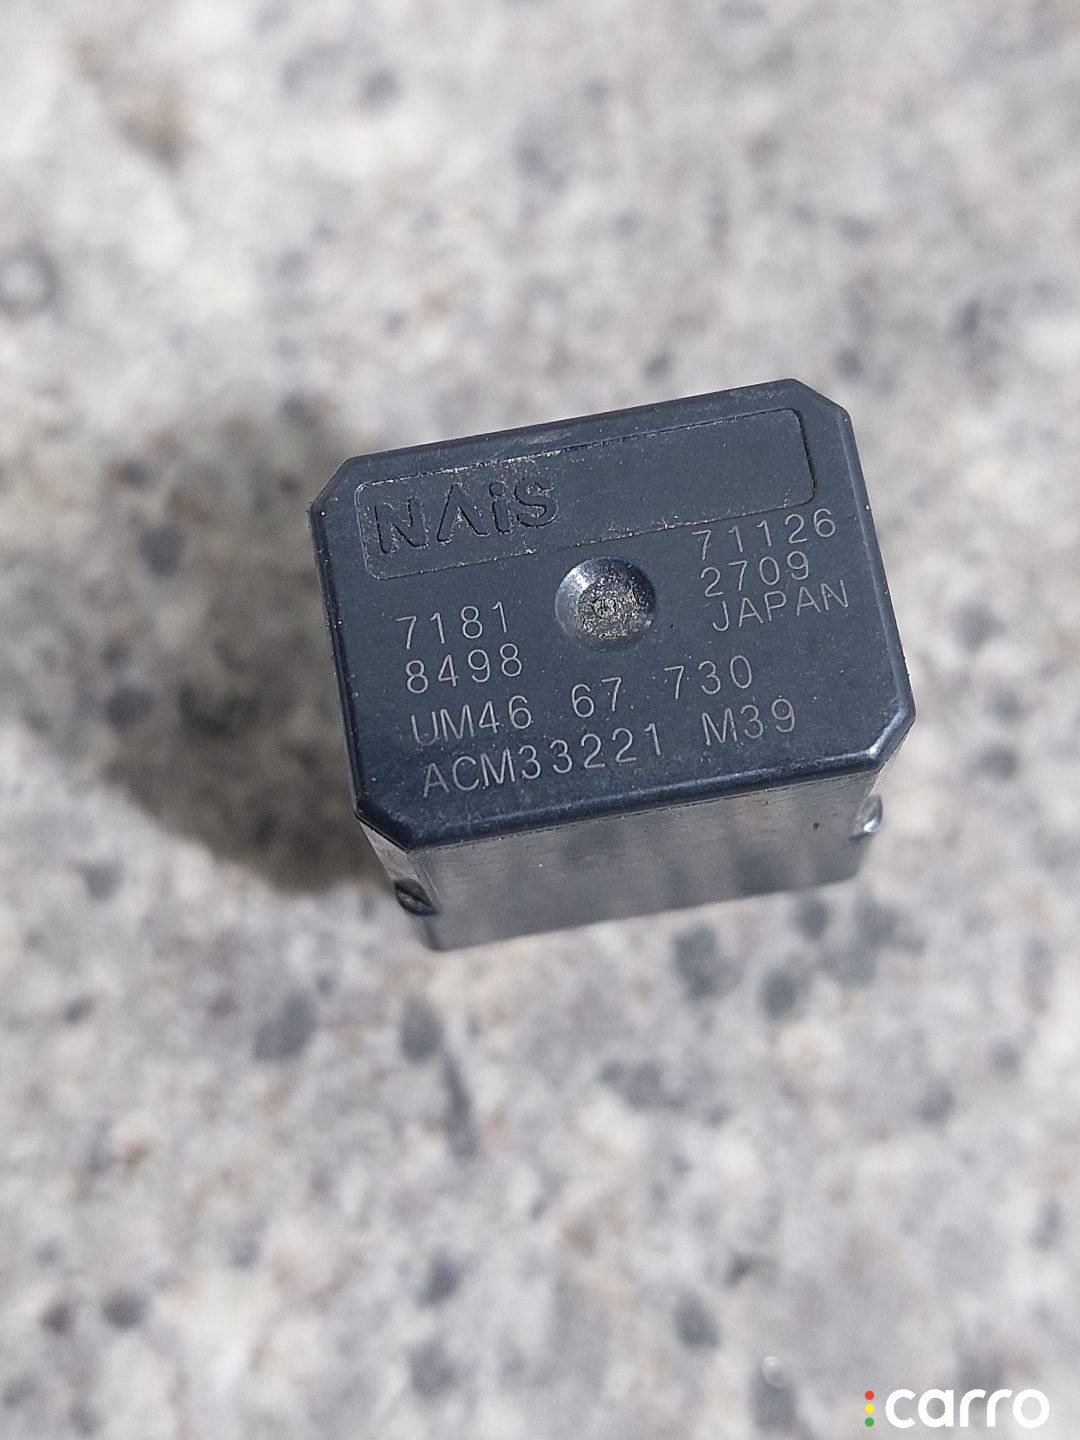 NAiS
71126
2709
JAPAN
7181
8498
UM46 67 730
ACM33221 M39
carro